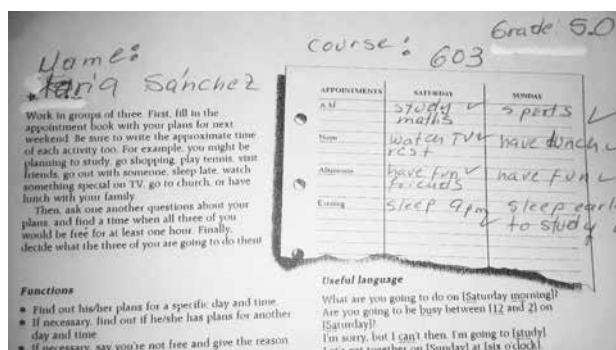 Grade 5.0
Name:
Course: 603
Sánchez
Work in groups of three. First, fill in the
appointment book with your plans for next
weekend. Be sure to write the approximate time
of each activity too. For example, you might be
planning to study, go shopping, play tennis, visit
friends, go out with someone, sleep late, watch
something special on TV, go to church, or have
lunch with your family.
Then, ask one another questions about your
plans, and find a time when all three of you
would be free for at least one hour. Finally,
decide what the three of you are going to do then!
APPOINTMENTS SATURDAY SUNDAY
A.M. study sports
maths
Noon watch TV have lunch
rest
Afternoon have fun have fun
friends
Evening sleep 9pm sleep early
to study
Functions
• Find out his/her plans for a specific day and time.
• If necessary, find out if he/she has plans for another
day and time.
• If necessary, say you're not free and give the reason
Useful language
What are you going to do on [Saturday morning]?
Are you going to be busy between [12 and 2] on
[Saturday]?
I'm sorry, but I can't then. I'm going to [study].
Let's get together on [Sunday] at [six o'clock]